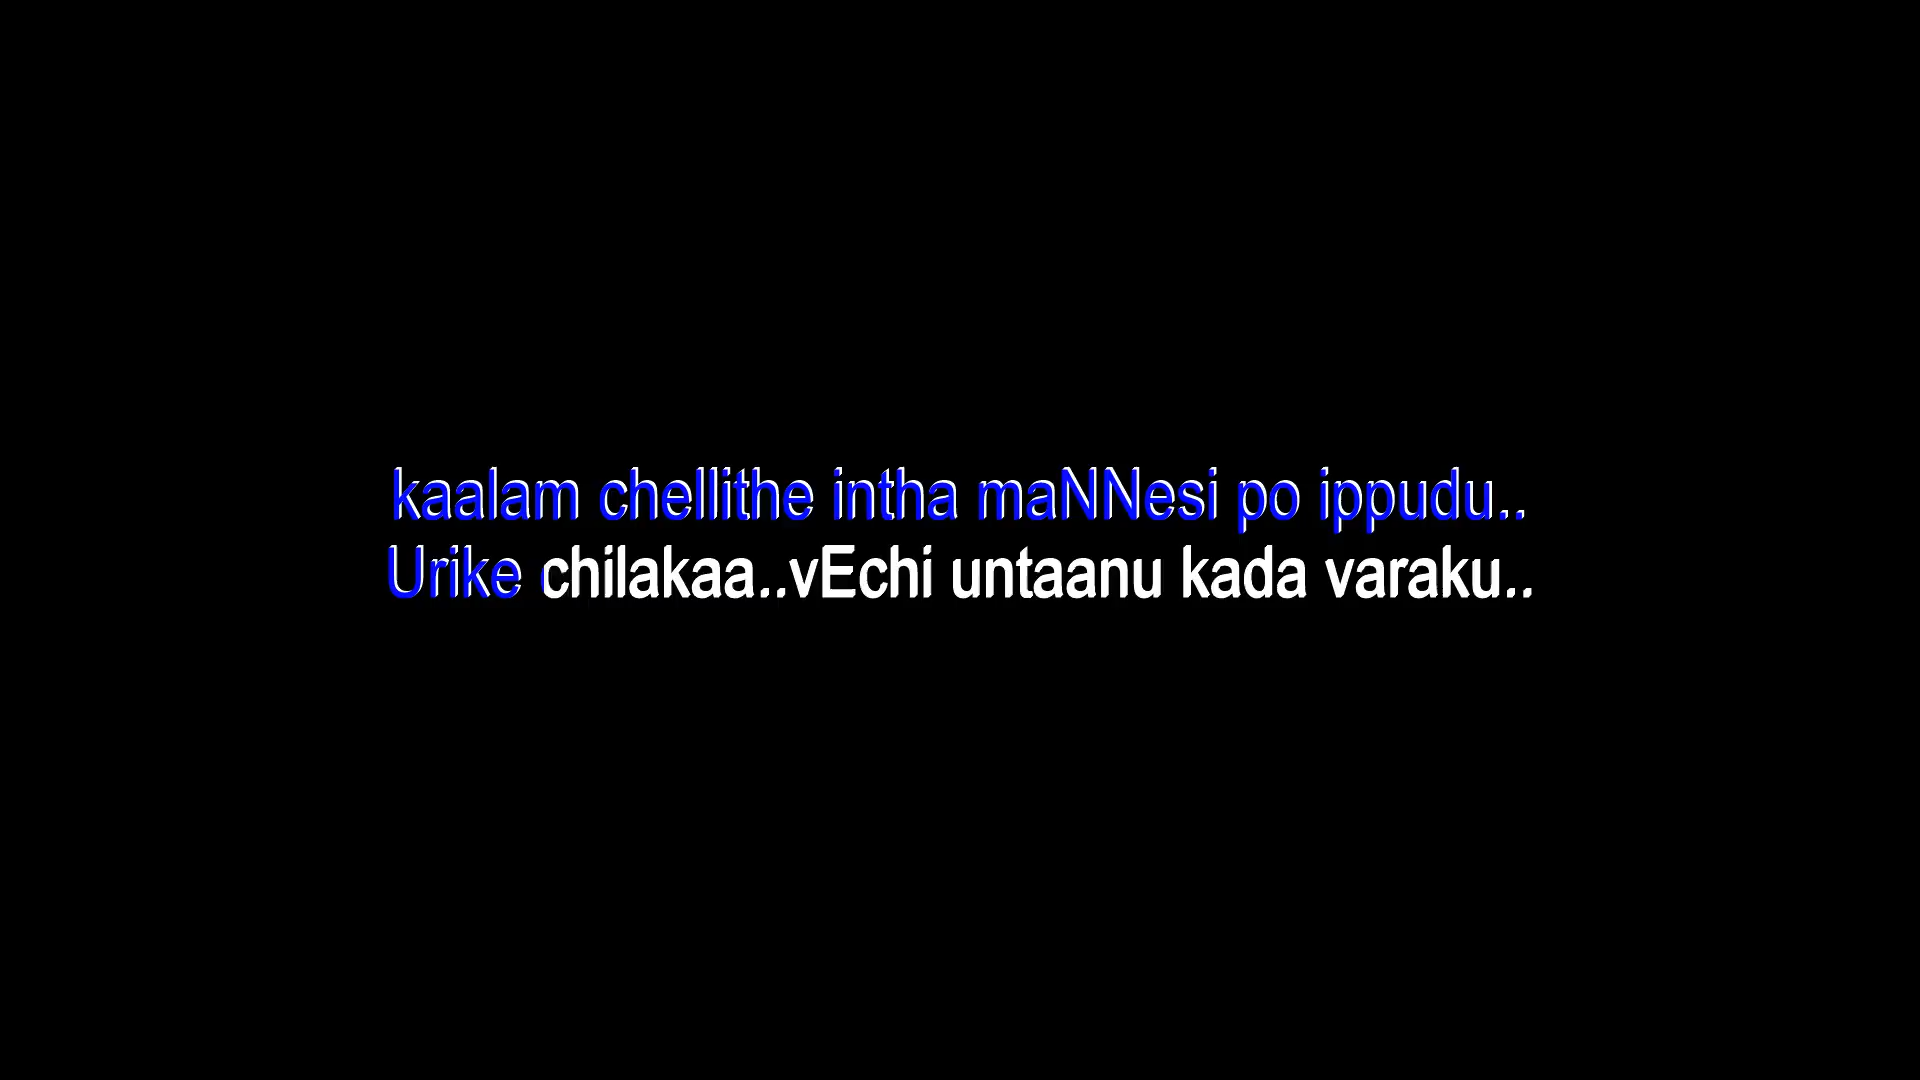 kaalam chellithe intha maNNesi po ippudu..
Urike chilakaa..vEchi untaanu kada varaku..